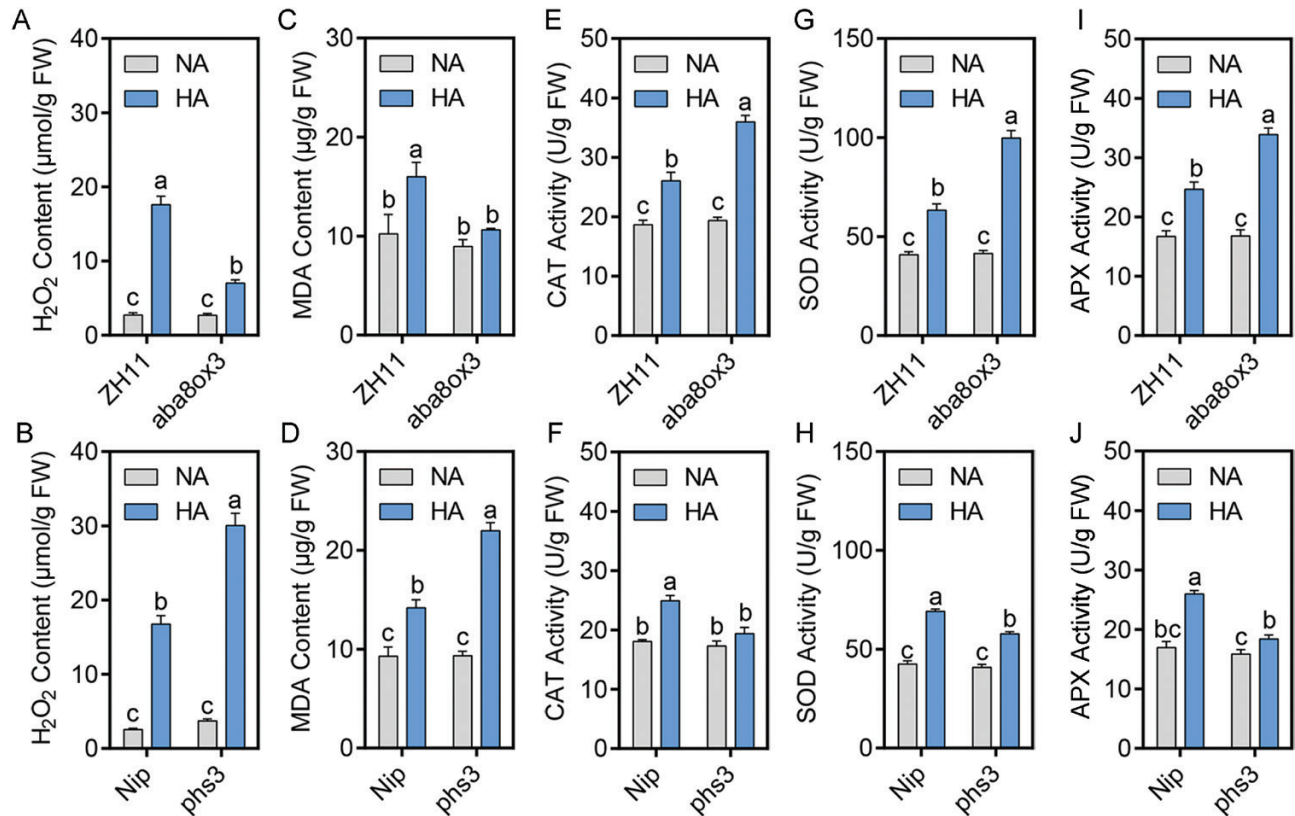 A
H₂O₂ Content (µmol/g FW)
40
30
20
10
0
NA
HA
c
a
c
b
ZH11
aba8ox3
C
MDA Content (µg/g FW)
30
20
10
0
NA
HA
b
a
b
b
ZH11
aba8ox3
E
CAT Activity (U/g FW)
50
40
30
20
10
0
NA
HA
c
b
c
a
ZH11
aba8ox3
G
SOD Activity (U/g FW)
150
100
50
0
NA
HA
c
b
c
a
ZH11
aba8ox3
I
APX Activity (U/g FW)
50
40
30
20
10
0
NA
HA
c
b
c
a
ZH11
aba8ox3
B
H₂O₂ Content (µmol/g FW)
40
30
20
10
0
NA
HA
c
b
c
a
Nip
phs3
D
MDA Content (µg/g FW)
30
20
10
0
NA
HA
c
b
c
a
Nip
phs3
F
CAT Activity (U/g FW)
50
40
30
20
10
0
NA
HA
b
a
b
b
Nip
phs3
H
SOD Activity (U/g FW)
150
100
50
0
NA
HA
c
a
c
b
Nip
phs3
J
APX Activity (U/g FW)
50
40
30
20
10
0
NA
HA
bc
a
c
b
Nip
phs3